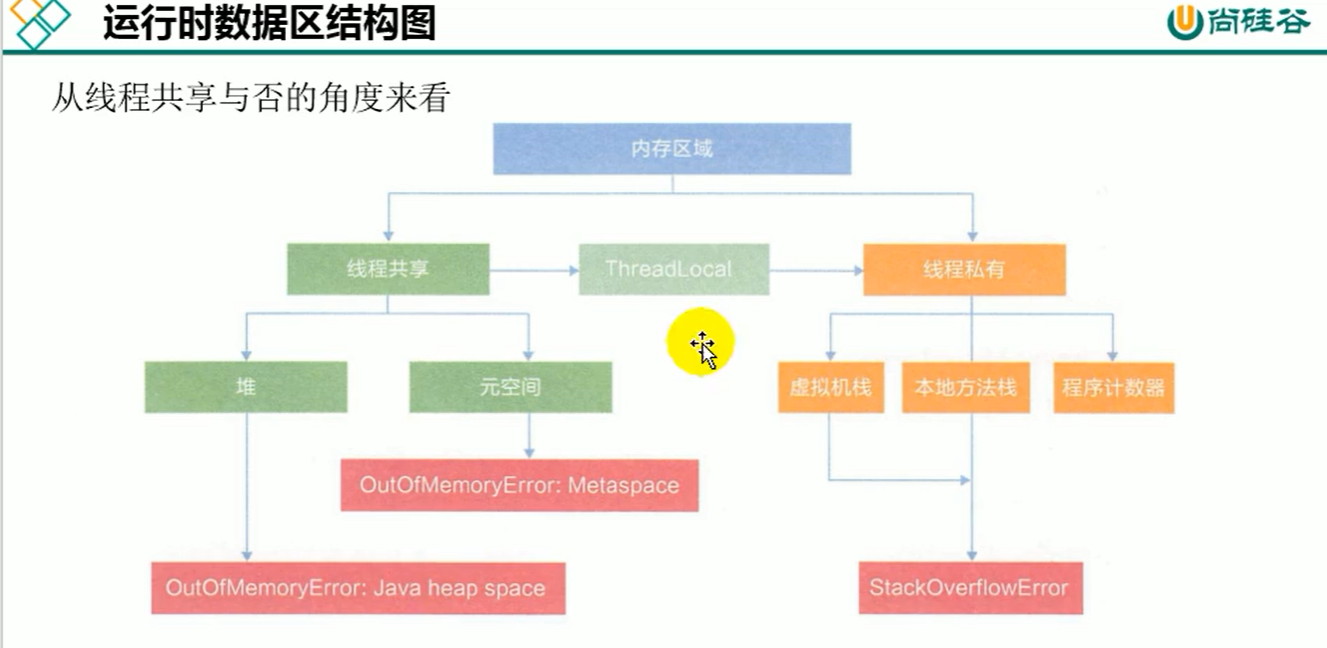 运行时数据区结构图
尚硅谷
从线程共享与否的角度来看
内存区域
线程共享
ThreadLocal
线程私有
堆
元空间
虚拟机栈
本地方法栈
程序计数器
OutOfMemoryError: Metaspace
OutOfMemoryError: Java heap space
StackOverflowError